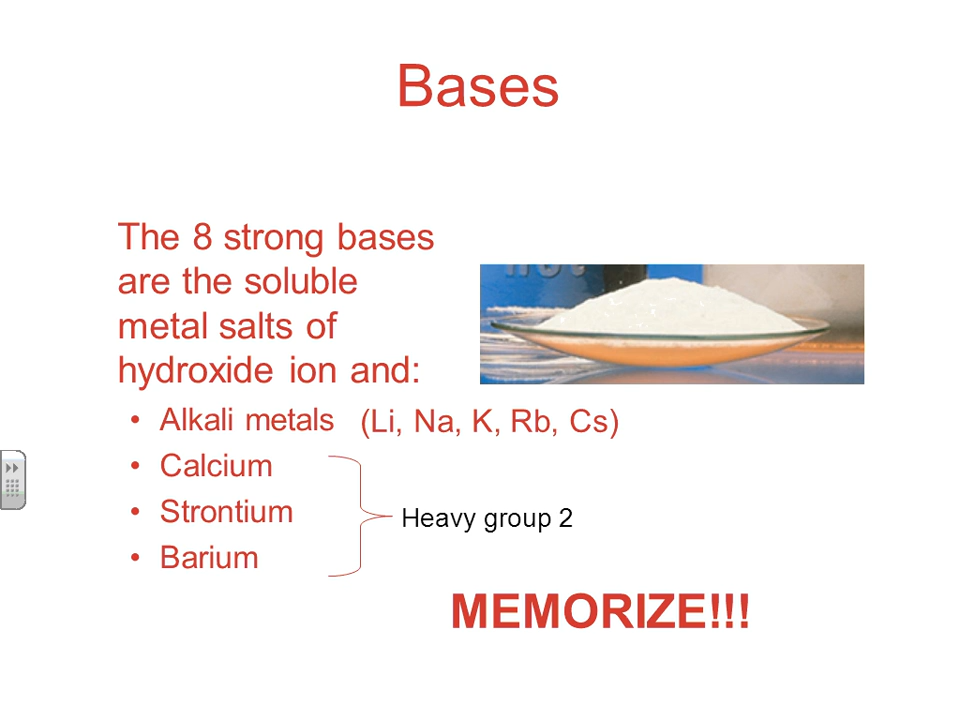 Bases
The 8 strong bases
are the soluble
metal salts of
hydroxide ion and:
• Alkali metals (Li, Na, K, Rb, Cs)
• Calcium
• Strontium
Heavy group 2
• Barium
MEMORIZE!!!